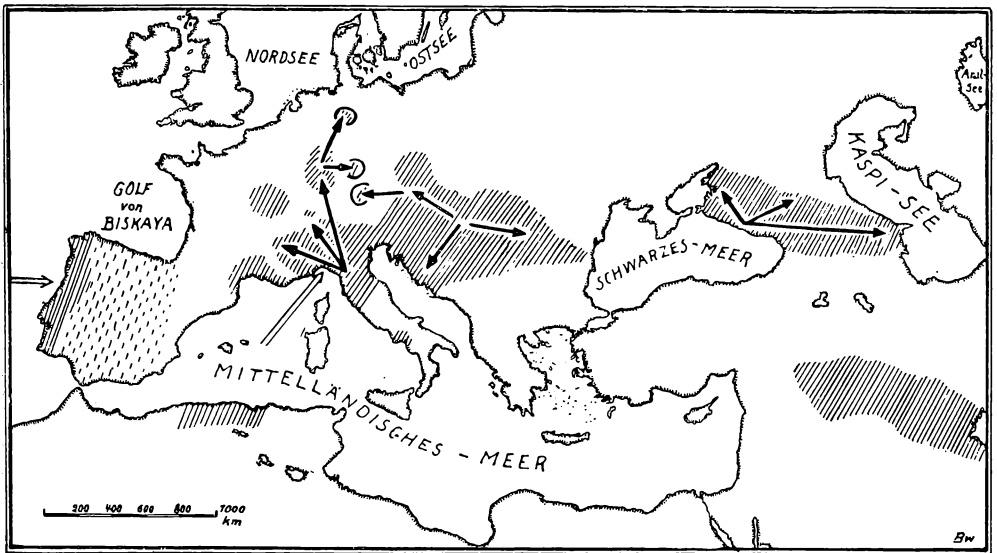 NORDSEE
OSTSEE
Aral-
See
KASPI-SEE
GOLF
von
BISKAYA
SCHWARZES-MEER
MITTELLÄNDISCHES-MEER
200 400 600 800 1000
km
Bw